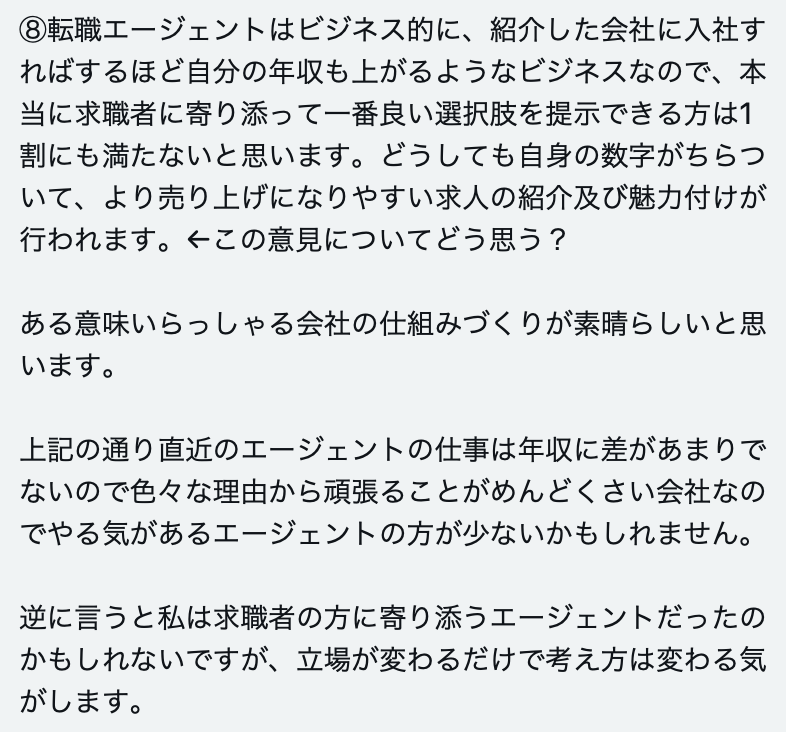 ⑧転職エージェントはビジネス的に、紹介した会社に入社す
ればするほど自分の年収も上がるようなビジネスなので、本
当に求職者に寄り添って一番良い選択肢を提示できる方は1
割にも満たないと思います。どうしても自身の数字がちらつ
いて、より売り上げになりやすい求人の紹介及び魅力付けが
行われます。←この意見についてどう思う？
ある意味いらっしゃる会社の仕組みづくりが素晴らしいと思
います。
上記の通り直近のエージェントの仕事は年収に差があまりで
ないので色々な理由から頑張ることがめんどくさい会社なの
でやる気があるエージェントの方が少ないかもしれません。
逆に言うと私は求職者の方に寄り添うエージェントだったの
かもしれないですが、立場が変わるだけで考え方は変わる気
がします。